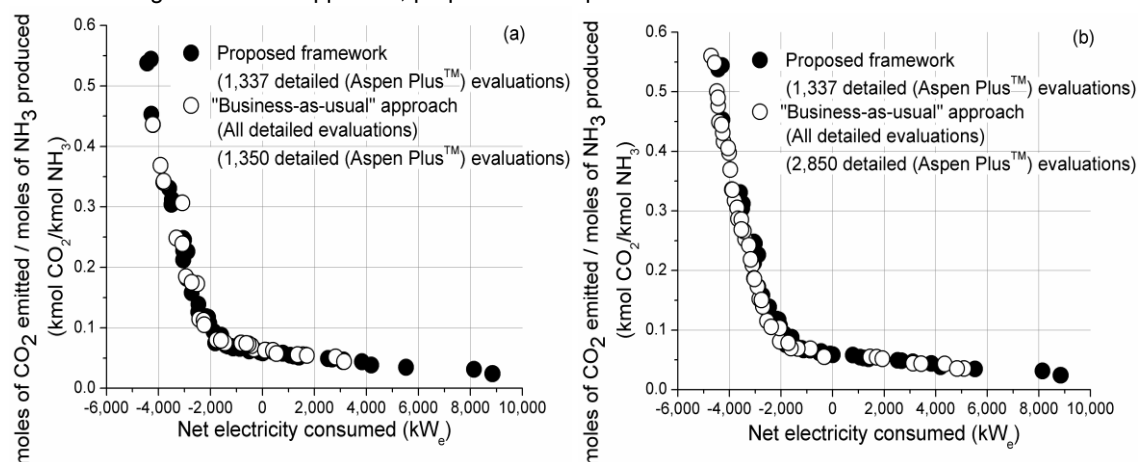 (a)
Proposed framework
(1,337 detailed (Aspen Plus™) evaluations)
"Business-as-usual" approach
(All detailed evaluations)
(1,350 detailed (Aspen Plus™) evaluations)
moles of CO₂ emitted / moles of NH₃ produced
(kmol CO₂/kmol NH₃)
0.6
0.5
0.4
0.3
0.2
0.1
0.0
-6,000 -4,000 -2,000 0 2,000 4,000 6,000 8,000 10,000
Net electricity consumed (kWₑ)
(b)
Proposed framework
(1,337 detailed (Aspen Plus™) evaluations)
"Business-as-usual" approach
(All detailed evaluations)
(2,850 detailed (Aspen Plus™) evaluations)
moles of CO₂ emitted / moles of NH₃ produced
(kmol CO₂/kmol NH₃)
0.6
0.5
0.4
0.3
0.2
0.1
0.0
-6,000 -4,000 -2,000 0 2,000 4,000 6,000 8,000 10,000
Net electricity consumed (kWₑ)